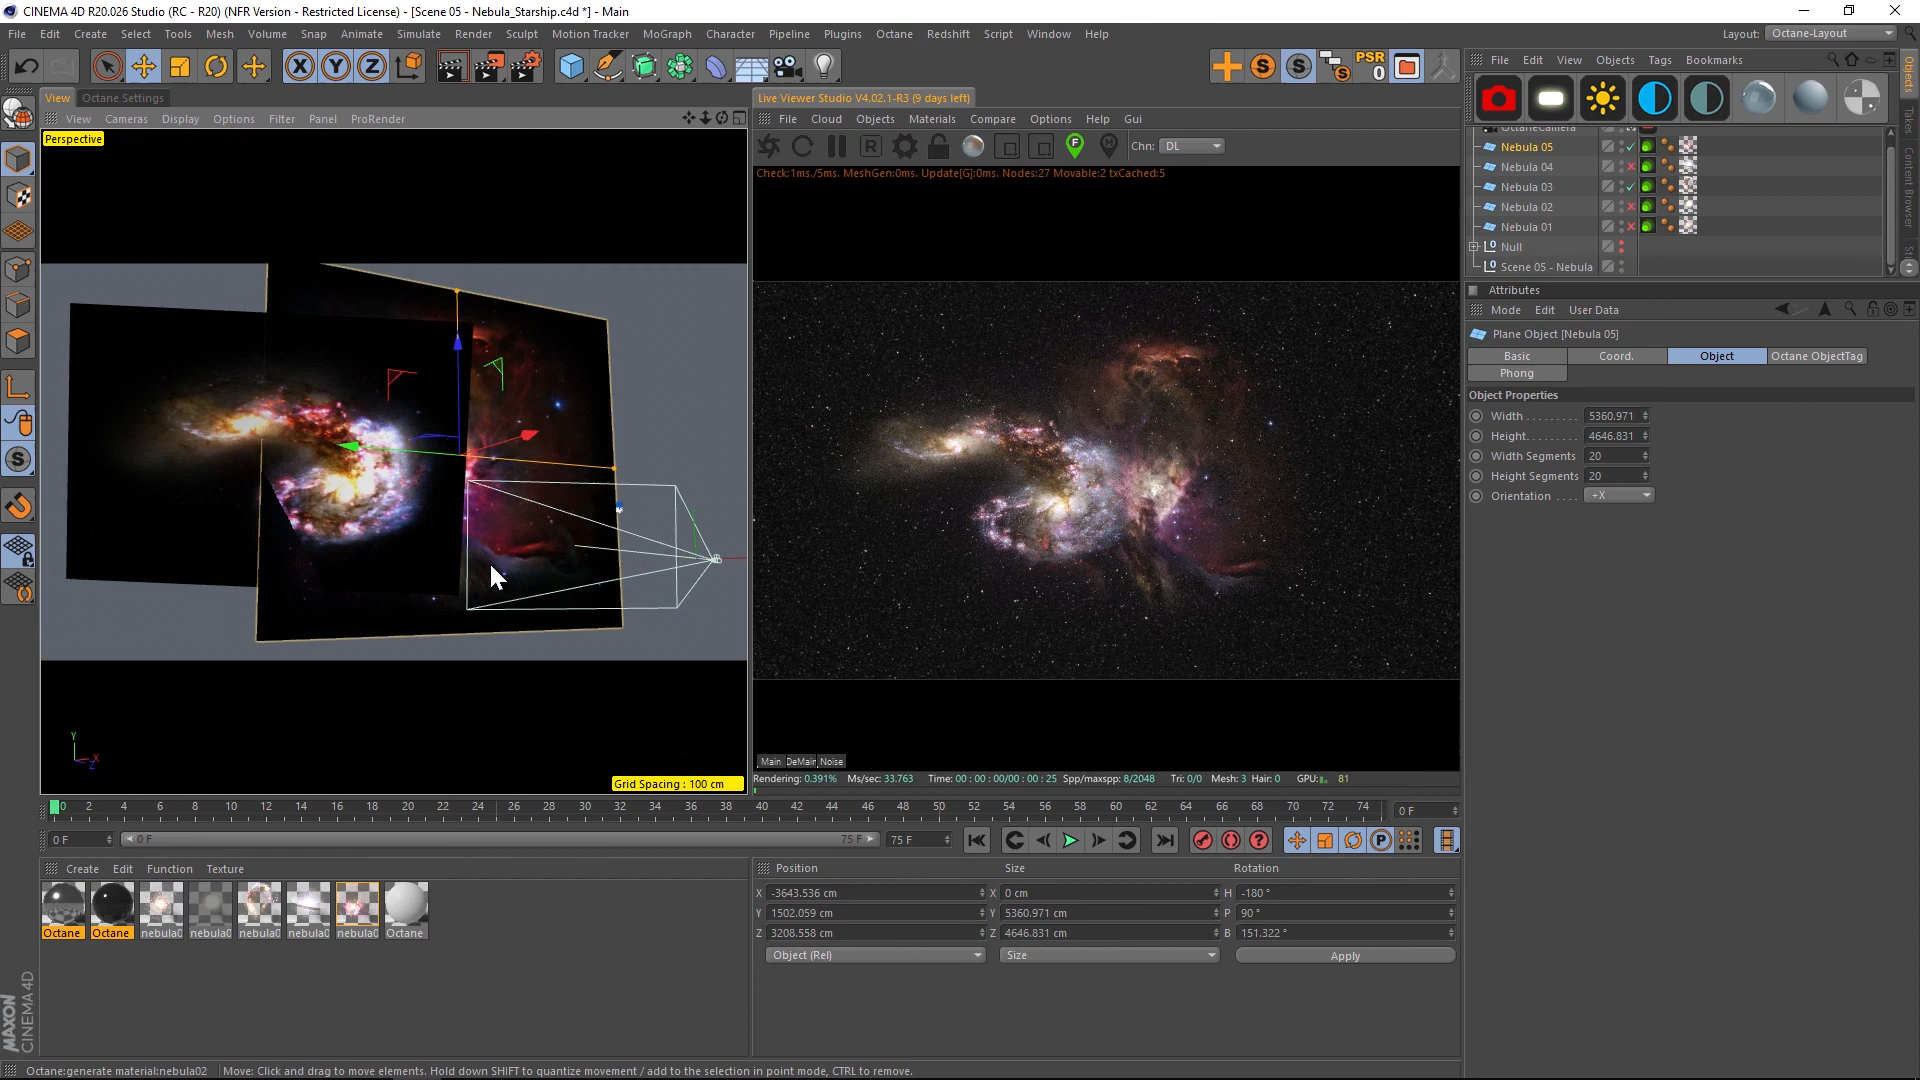 CINEMA 4D R20.026 Studio (RC - R20) (NFR Version - Restricted License) - [Scene 05 - Nebula_Starship.c4d *] - Main
File Edit Create Select Tools Mesh Volume Snap Animate Simulate Render Sculpt Motion Tracker MoGraph Character Pipeline Plugins Octane Redshift Script Window Help
Layout: Octane-Layout
PSR
0
View Octane Settings
View Cameras Display Options Filter Panel ProRender
Perspective
Grid Spacing : 100 cm
Live Viewer Studio V4.02.1-R3 (9 days left)
File Cloud Objects Materials Compare Options Help Gui
Chn: DL
Check:1ms./5ms. MeshGen:0ms. Update[G]:0ms. Nodes:27 Movable:2 txCached:5
Main DeMain Noise
Rendering: 0.391% Ms/sec: 33.763 Time: 00 : 00 : 00/00 : 00 : 25 Spp/maxspp: 8/2048 Tri: 0/0 Mesh: 3 Hair: 0 GPU: 81
File Edit View Objects Tags Bookmarks
OctaneCamera
Nebula 05
Nebula 04
Nebula 03
Nebula 02
Nebula 01
Null
Scene 05 - Nebula
Objects
Takes
Content Browser
Attributes
Mode Edit User Data
Plane Object [Nebula 05]
Basic Coord. Object Octane ObjectTag
Phong
Object Properties
Width 5360.971
Height 4646.831
Width Segments 20
Height Segments 20
Orientation +X
0 2 4 6 8 10 12 14 16 18 20 22 24 26 28 30 32 34 36 38 40 42 44 46 48 50 52 54 56 58 60 62 64 66 68 70 72 74 0 F
0 F 0 F 75 F 75 F
Create Edit Function Texture
Octane Octane nebula0 nebula0 nebula0 nebula0 nebula0 Octane
Position Size Rotation
X -3643.536 cm X 0 cm H -180 °
Y 1502.059 cm Y 5360.971 cm P 90 °
Z 3208.558 cm Z 4646.831 cm B 151.322 °
Object (Rel) Size Apply
MAXON
CINEMA 4D
Octane:generate material:nebula02 Move: Click and drag to move elements. Hold down SHIFT to quantize movement / add to the selection in point mode, CTRL to remove.